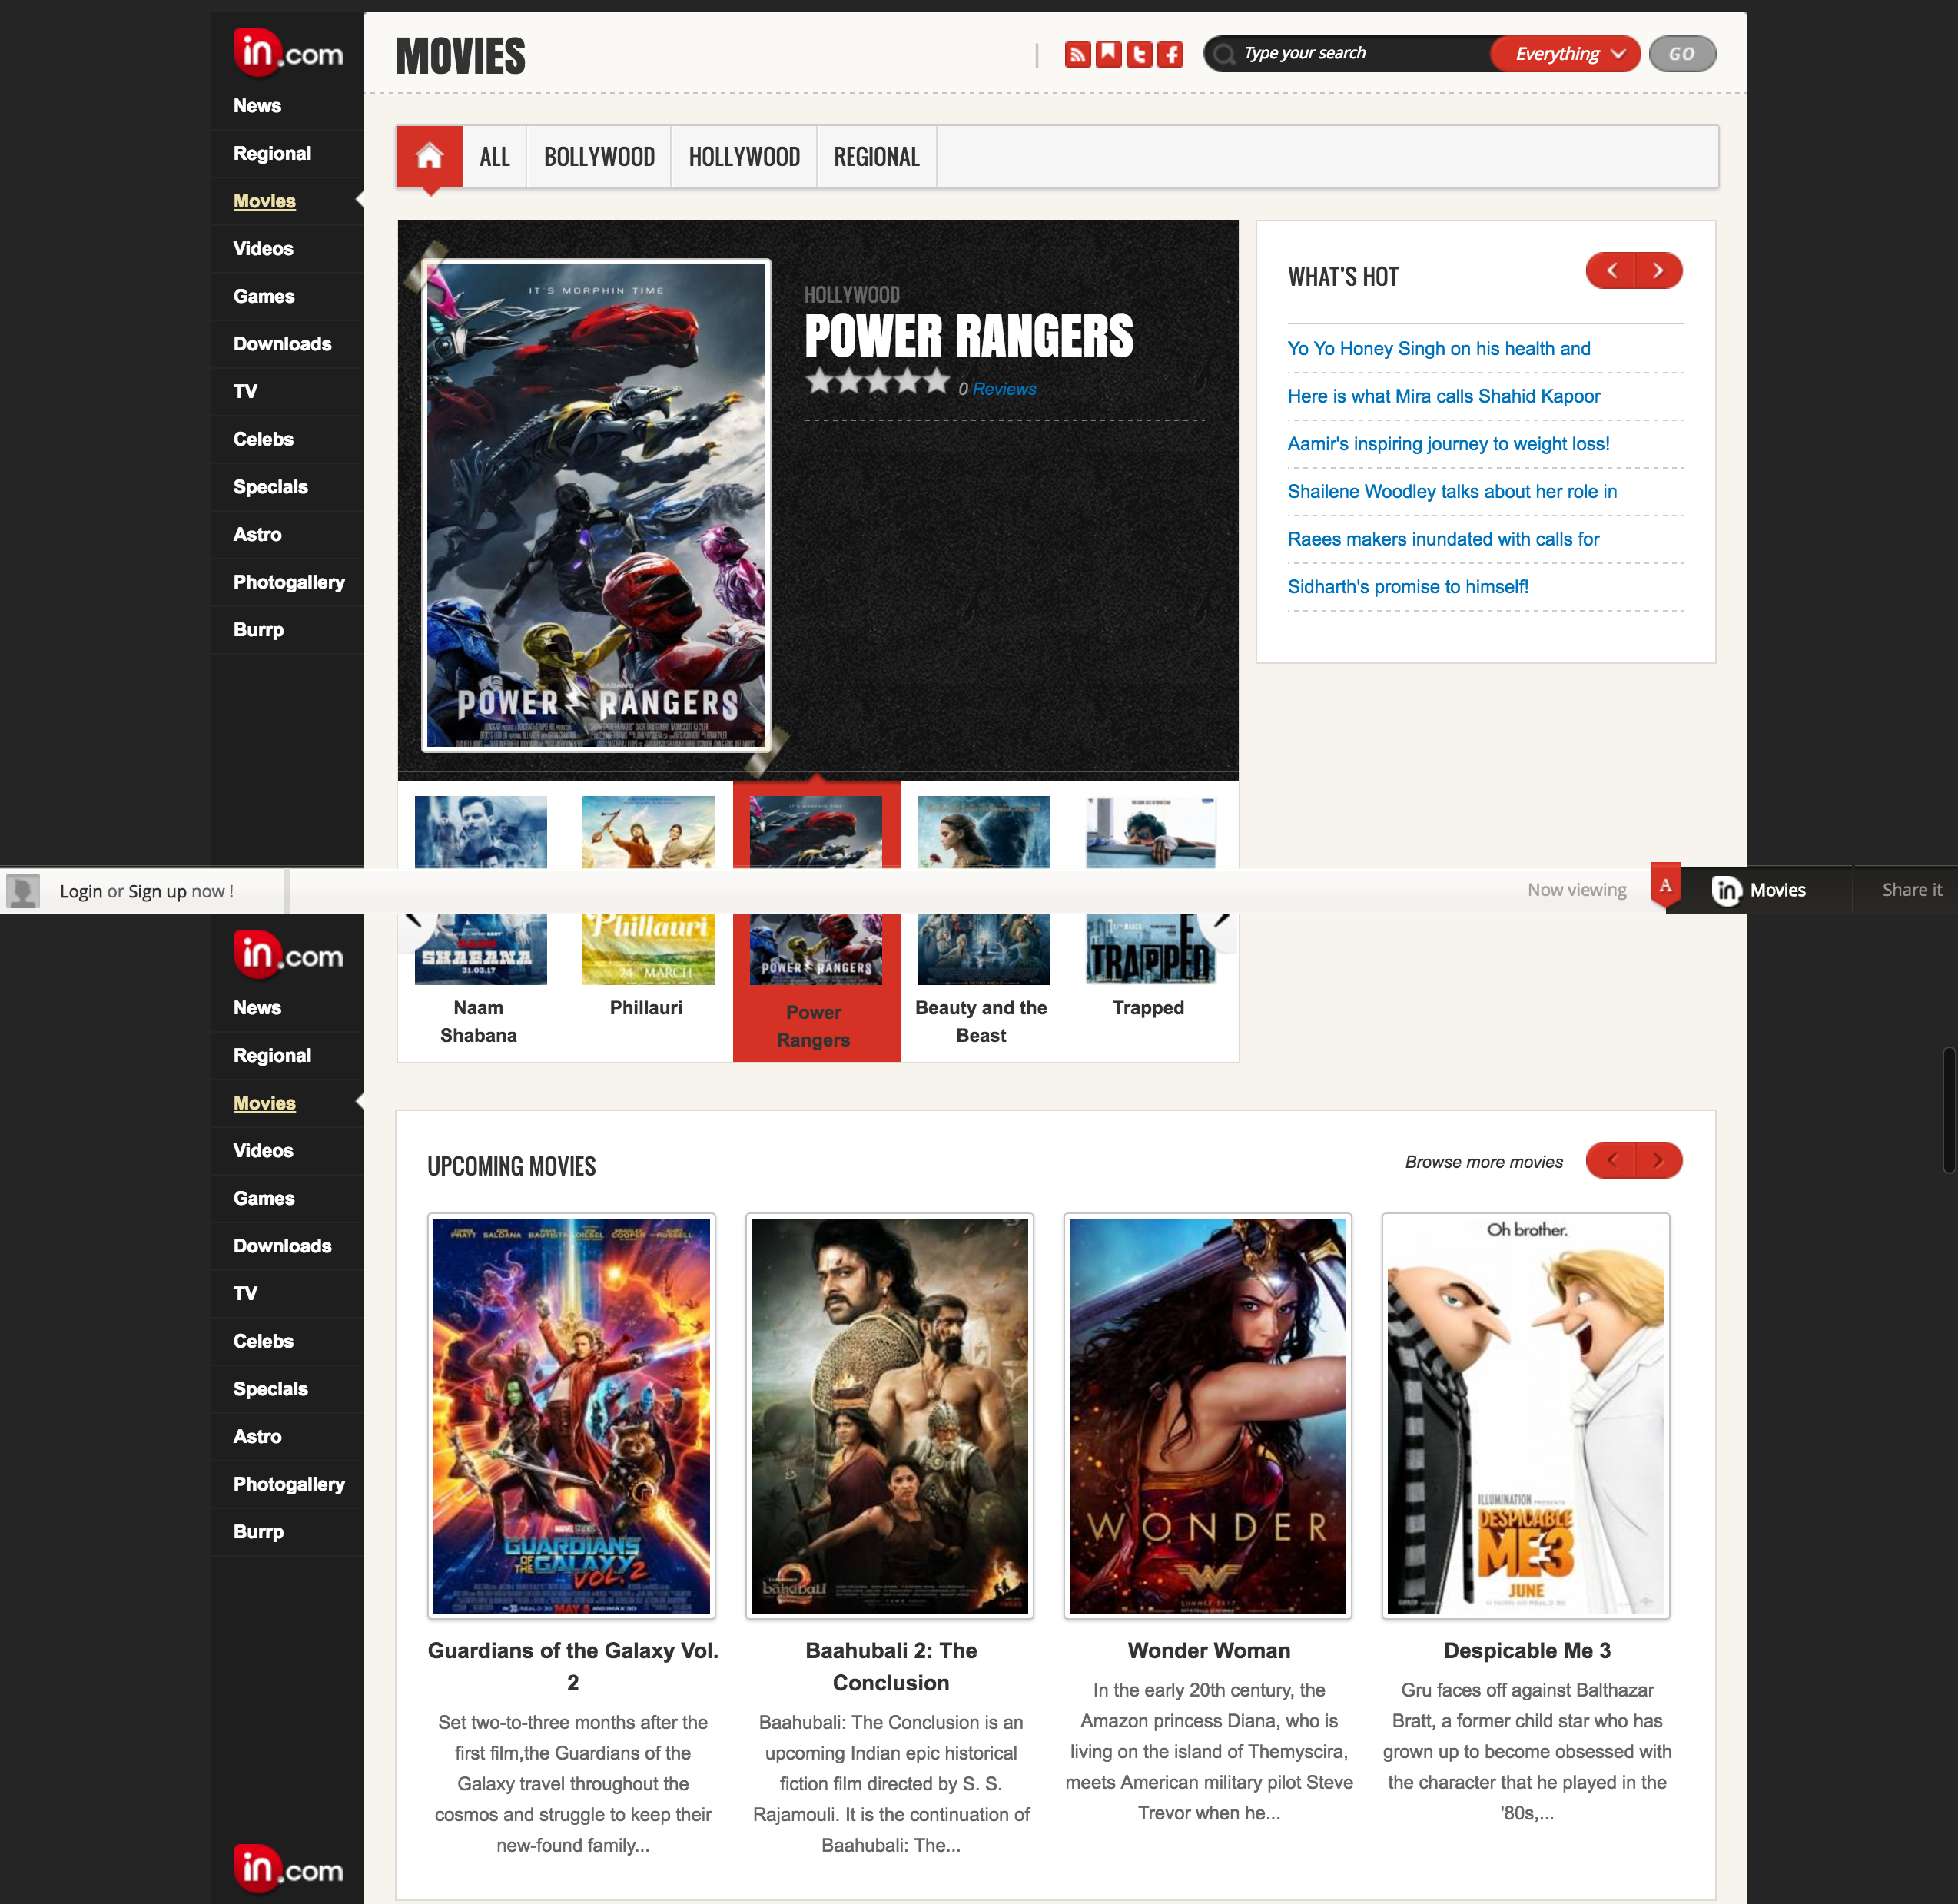 in.com
News
Regional
Movies
Videos
Games
Downloads
TV
Celebs
Specials
Astro
Photogallery
Burrp
MOVIES
Type your search
Everything
GO
ALL
BOLLYWOOD
HOLLYWOOD
REGIONAL
IT'S MORPHIN TIME
POWER RANGERS
HOLLYWOOD
POWER RANGERS
0 Reviews
WHAT'S HOT
Yo Yo Honey Singh on his health and
Here is what Mira calls Shahid Kapoor
Aamir's inspiring journey to weight loss!
Shailene Woodley talks about her role in
Raees makers inundated with calls for
Sidharth's promise to himself!
Login or Sign up now !
Now viewing
A
in Movies
Share it
SHABANA
31.03.17
Phillauri
24TH MARCH
POWER RANGERS
TRAPPED
Naam
Shabana
Phillauri
Power
Rangers
Beauty and the
Beast
Trapped
in.com
News
Regional
Movies
Videos
Games
Downloads
TV
Celebs
Specials
Astro
Photogallery
Burrp
UPCOMING MOVIES
Browse more movies
GUARDIANS
OF THE GALAXY
VOL. 2
MAY 5
2
bahubali
WONDER
Oh brother.
ILLUMINATION PRESENTS
DESPICABLE
ME3
JUNE
Guardians of the Galaxy Vol.
2
Set two-to-three months after the
first film,the Guardians of the
Galaxy travel throughout the
cosmos and struggle to keep their
new-found family...
Baahubali 2: The
Conclusion
Baahubali: The Conclusion is an
upcoming Indian epic historical
fiction film directed by S. S.
Rajamouli. It is the continuation of
Baahubali: The...
Wonder Woman
In the early 20th century, the
Amazon princess Diana, who is
living on the island of Themyscira,
meets American military pilot Steve
Trevor when he...
Despicable Me 3
Gru faces off against Balthazar
Bratt, a former child star who has
grown up to become obsessed with
the character that he played in the
'80s,...
in.com